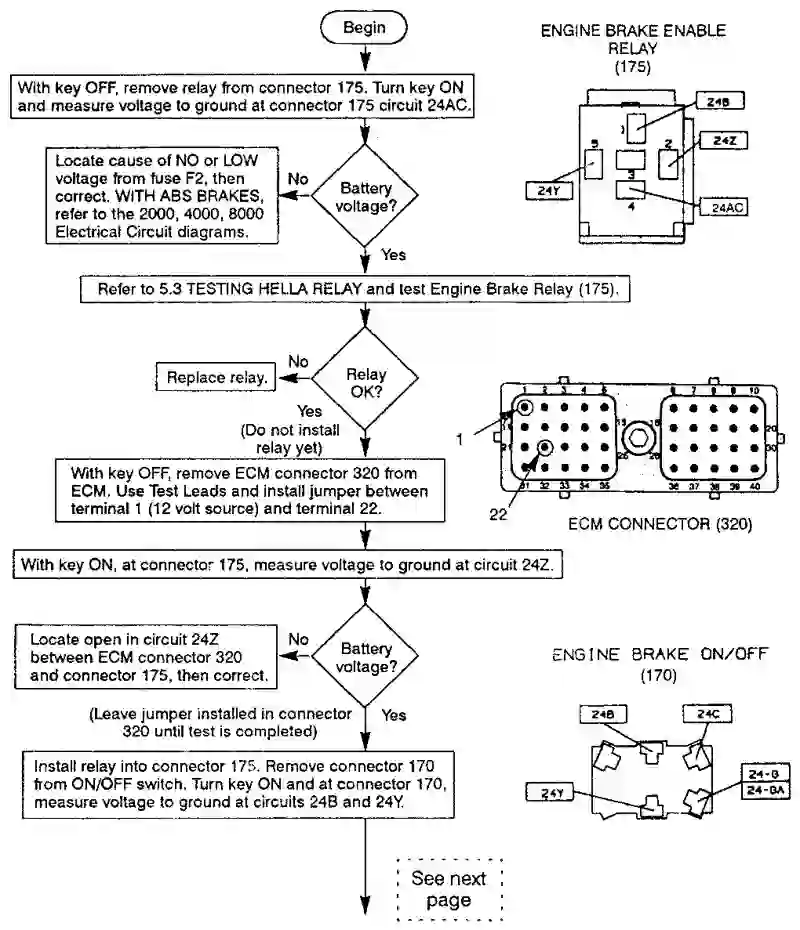 Begin
With key OFF, remove relay from connector 175. Turn key ON
and measure voltage to ground at connector 175 circuit 24AC.
Locate cause of NO or LOW
voltage from fuse F2, then
correct. WITH ABS BRAKES,
refer to the 2000, 4000, 8000
Electrical Circuit diagrams.
No
Battery
voltage?
Yes
Refer to 5.3 TESTING HELLA RELAY and test Engine Brake Relay (175).
Replace relay.
No
Relay
OK?
Yes
(Do not install
relay yet)
With key OFF, remove ECM connector 320 from
ECM. Use Test Leads and install jumper between
terminal 1 (12 volt source) and terminal 22.
With key ON, at connector 175, measure voltage to ground at circuit 24Z.
Locate open in circuit 24Z
between ECM connector 320
and connector 175, then correct.
No
Battery
voltage?
(Leave jumper installed in connector
320 until test is completed)
Yes
Install relay into connector 175. Remove connector 170
from ON/OFF switch. Turn key ON and at connector 170,
measure voltage to ground at circuits 24B and 24Y.
See next
page
ENGINE BRAKE ENABLE
RELAY
(175)
24B
1
5
2
24Z
3
24Y
4
24AC
1 2 3 4 5
6 7 8 9 10
15 16
20
21
30
31 32 33 34 35
36 37 38 39 40
1
22
ECM CONNECTOR (320)
ENGINE BRAKE ON/OFF
(170)
24B
24C
24Y
24-G
24-GA